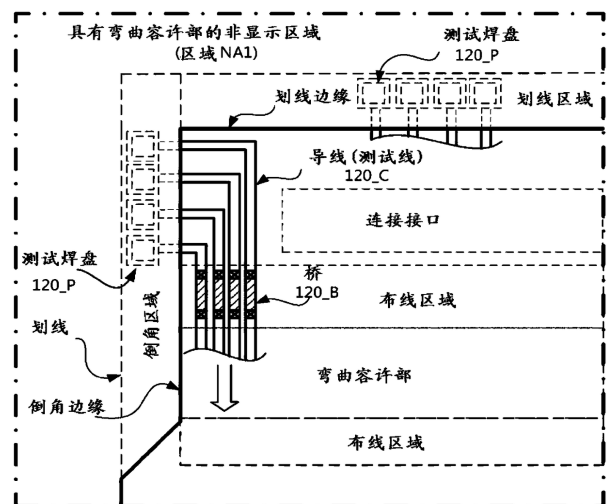 具有弯曲容许部的非显示区域
(区域 NA1)
测试焊盘
120_P
划线边缘
划线区域
导线(测试线)
120_C
连接接口
测试焊盘
120_P
桥
120_B
布线区域
划线
倒角区域
弯曲容许部
倒角边缘
布线区域